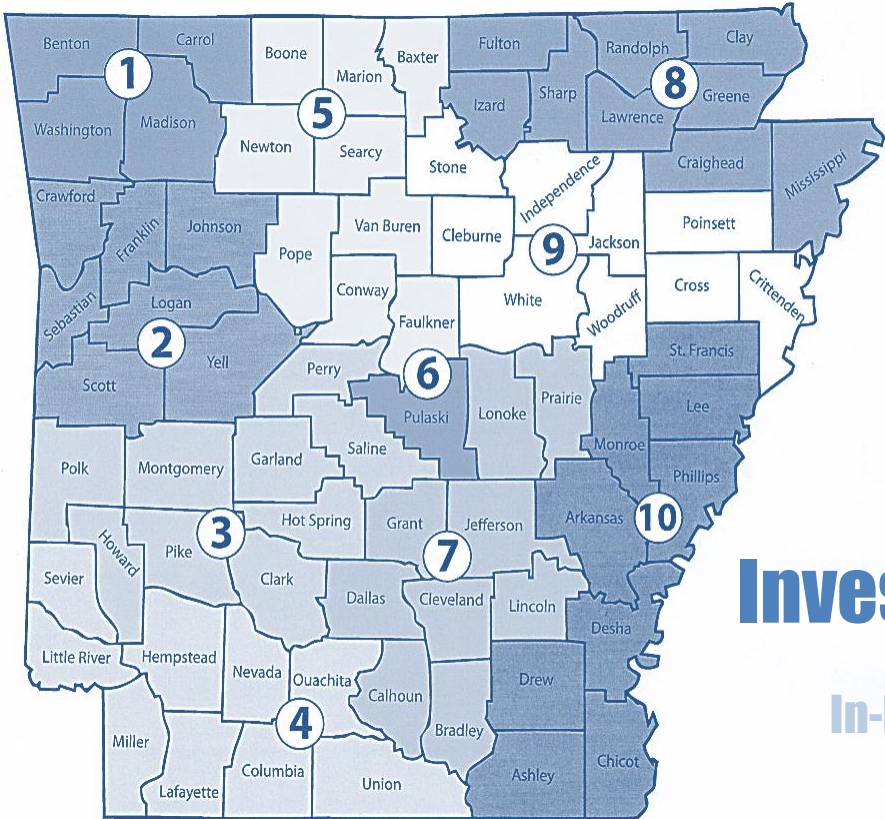 Benton
Carrol
Boone
Marion
Baxter
Fulton
Randolph
Clay
1
5
8
Izard
Sharp
Lawrence
Greene
Washington
Madison
Newton
Searcy
Stone
Independence
Craighead
Mississippi
Crawford
Franklin
Johnson
Pope
Van Buren
Cleburne
9
Jackson
Poinsett
Sebastian
Logan
Conway
White
Woodruff
Cross
Crittenden
2
Yell
Faulkner
St. Francis
Scott
Perry
6
Pulaski
Lonoke
Prairie
Lee
Monroe
Polk
Montgomery
Garland
Saline
Phillips
3
Hot Spring
Grant
Jefferson
Arkansas
10
Howard
Pike
7
Sevier
Clark
Dallas
Cleveland
Lincoln
Inves
Desha
Little River
Hempstead
Nevada
Ouachita
Calhoun
Drew
4
Bradley
In-
Miller
Lafayette
Columbia
Union
Ashley
Chicot